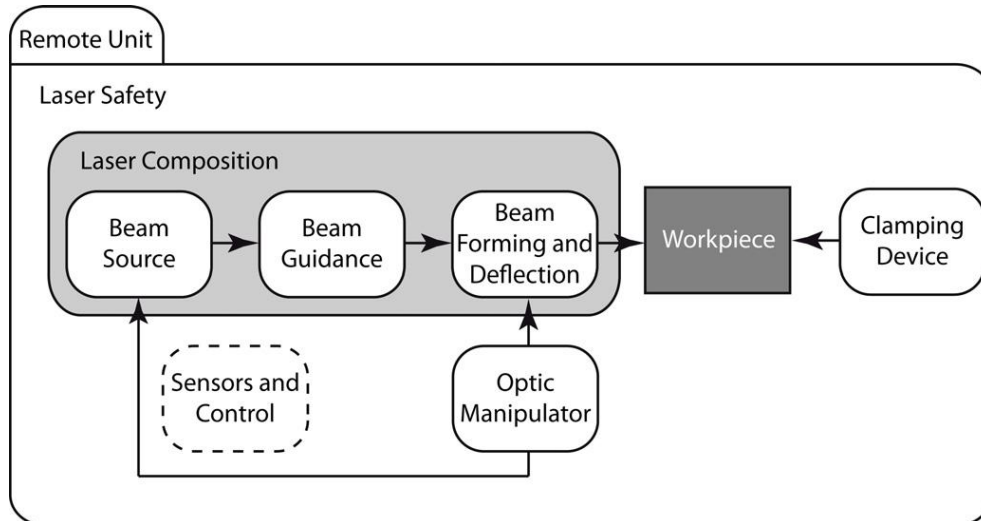 Remote Unit
Laser Safety
Laser Composition
Beam
Source
Beam
Guidance
Beam
Forming and
Deflection
Workpiece
Clamping
Device
Sensors and
Control
Optic
Manipulator